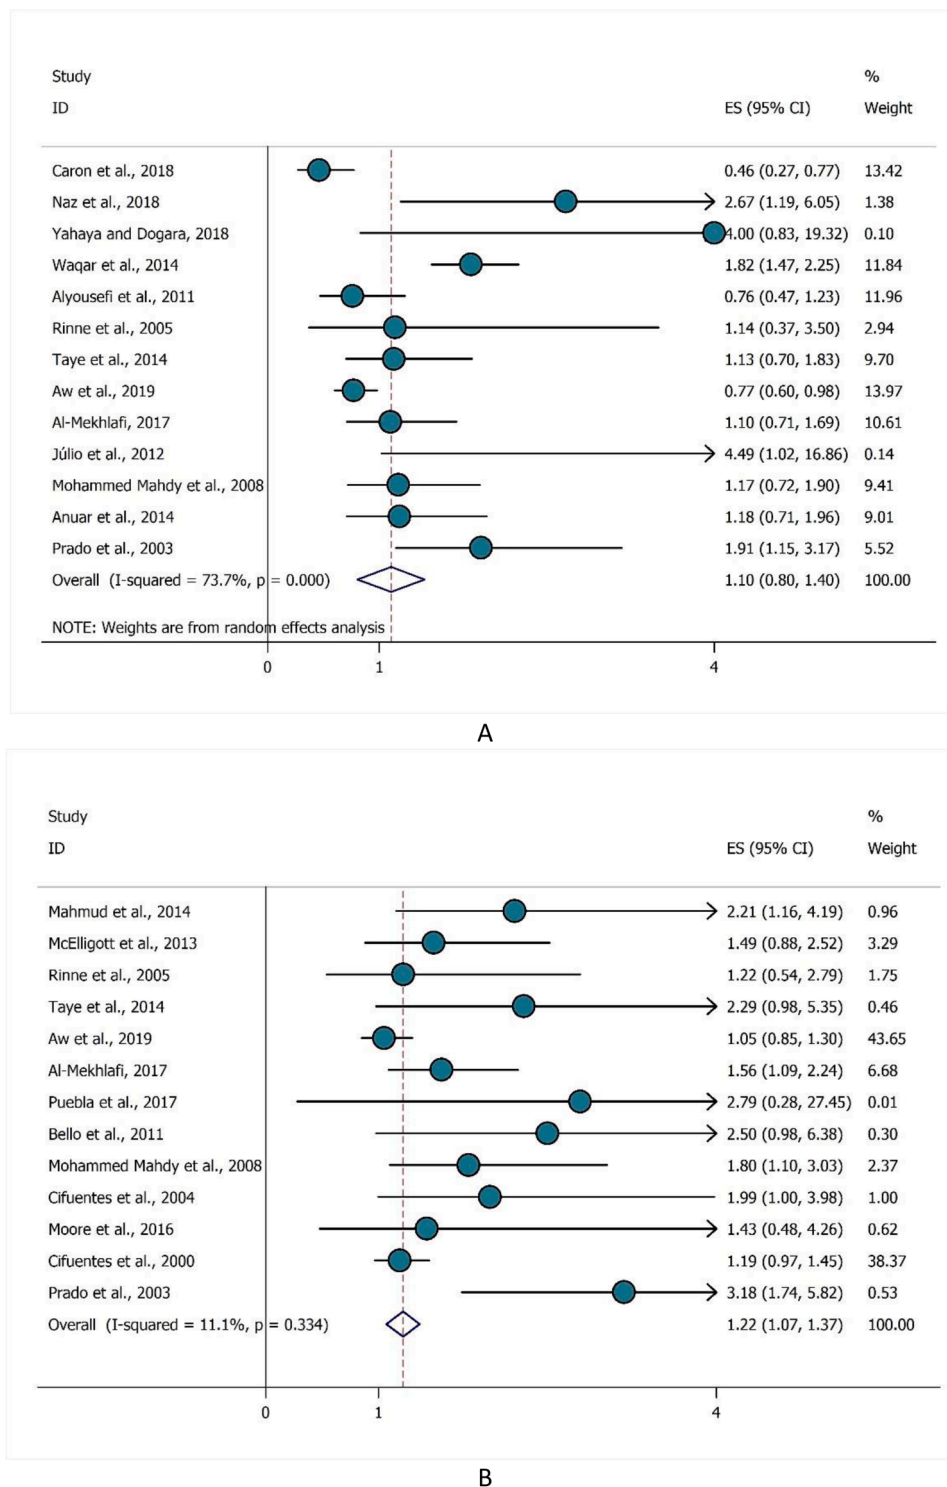 Study %
ID ES (95% CI) Weight
Caron et al., 2018 0.46 (0.27, 0.77) 13.42
Naz et al., 2018 2.67 (1.19, 6.05) 1.38
Yahaya and Dogara, 2018 4.00 (0.83, 19.32) 0.10
Waqar et al., 2014 1.82 (1.47, 2.25) 11.84
Alyousefi et al., 2011 0.76 (0.47, 1.23) 11.96
Rinne et al., 2005 1.14 (0.37, 3.50) 2.94
Taye et al., 2014 1.13 (0.70, 1.83) 9.70
Aw et al., 2019 0.77 (0.60, 0.98) 13.97
Al-Mekhlafi, 2017 1.10 (0.71, 1.69) 10.61
Júlio et al., 2012 4.49 (1.02, 16.86) 0.14
Mohammed Mahdy et al., 2008 1.17 (0.72, 1.90) 9.41
Anuar et al., 2014 1.18 (0.71, 1.96) 9.01
Prado et al., 2003 1.91 (1.15, 3.17) 5.52
Overall (I-squared = 73.7%, p = 0.000) 1.10 (0.80, 1.40) 100.00
NOTE: Weights are from random effects analysis
0 1 4
A
Study %
ID ES (95% CI) Weight
Mahmud et al., 2014 2.21 (1.16, 4.19) 0.96
McElligott et al., 2013 1.49 (0.88, 2.52) 3.29
Rinne et al., 2005 1.22 (0.54, 2.79) 1.75
Taye et al., 2014 2.29 (0.98, 5.35) 0.46
Aw et al., 2019 1.05 (0.85, 1.30) 43.65
Al-Mekhlafi, 2017 1.56 (1.09, 2.24) 6.68
Puebla et al., 2017 2.79 (0.28, 27.45) 0.01
Bello et al., 2011 2.50 (0.98, 6.38) 0.30
Mohammed Mahdy et al., 2008 1.80 (1.10, 3.03) 2.37
Cifuentes et al., 2004 1.99 (1.00, 3.98) 1.00
Moore et al., 2016 1.43 (0.48, 4.26) 0.62
Cifuentes et al., 2000 1.19 (0.97, 1.45) 38.37
Prado et al., 2003 3.18 (1.74, 5.82) 0.53
Overall (I-squared = 11.1%, p = 0.334) 1.22 (1.07, 1.37) 100.00
0 1 4
B